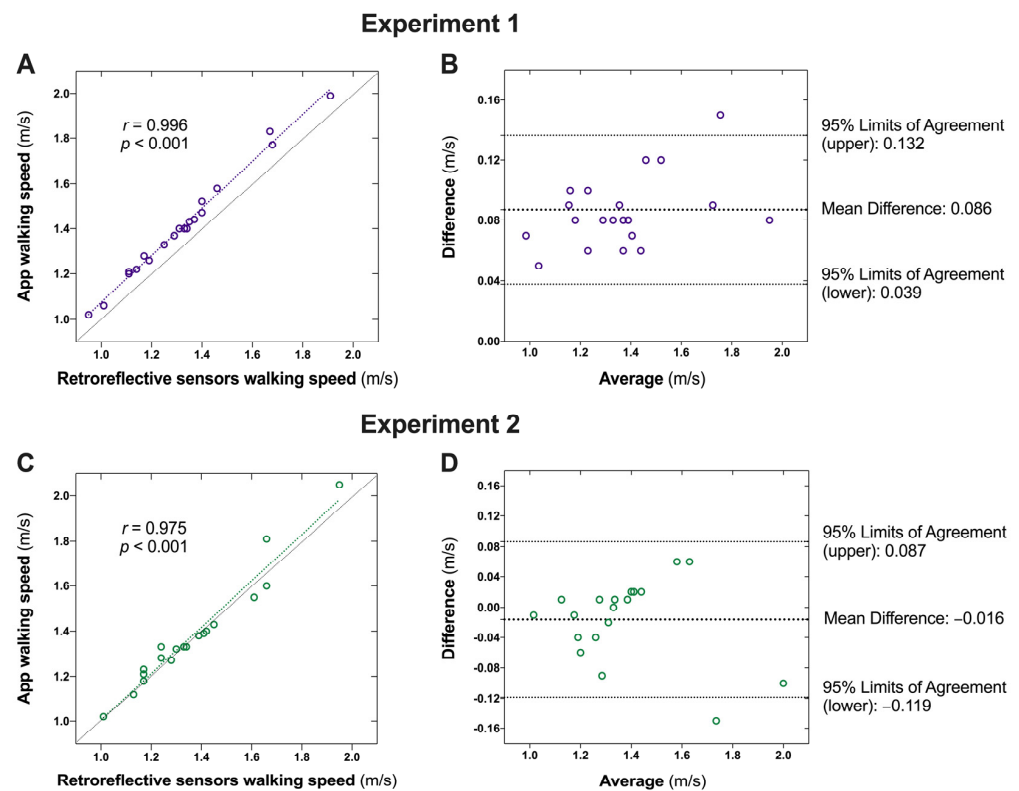 Experiment 1
A
App walking speed (m/s)
2.0
1.8
1.6
1.4
1.2
1.0
r = 0.996
p < 0.001
1.0 1.2 1.4 1.6 1.8 2.0
Retroreflective sensors walking speed (m/s)
B
Difference (m/s)
0.16
0.12
0.08
0.04
0.00
1.0 1.2 1.4 1.6 1.8 2.0
Average (m/s)
95% Limits of Agreement
(upper): 0.132
Mean Difference: 0.086
95% Limits of Agreement
(lower): 0.039
Experiment 2
C
App walking speed (m/s)
2.0
1.8
1.6
1.4
1.2
1.0
r = 0.975
p < 0.001
1.0 1.2 1.4 1.6 1.8 2.0
Retroreflective sensors walking speed (m/s)
D
Difference (m/s)
0.16
0.12
0.08
0.04
0.00
-0.04
-0.08
-0.12
-0.16
1.0 1.2 1.4 1.6 1.8 2.0
Average (m/s)
95% Limits of Agreement
(upper): 0.087
Mean Difference: −0.016
95% Limits of Agreement
(lower): −0.119